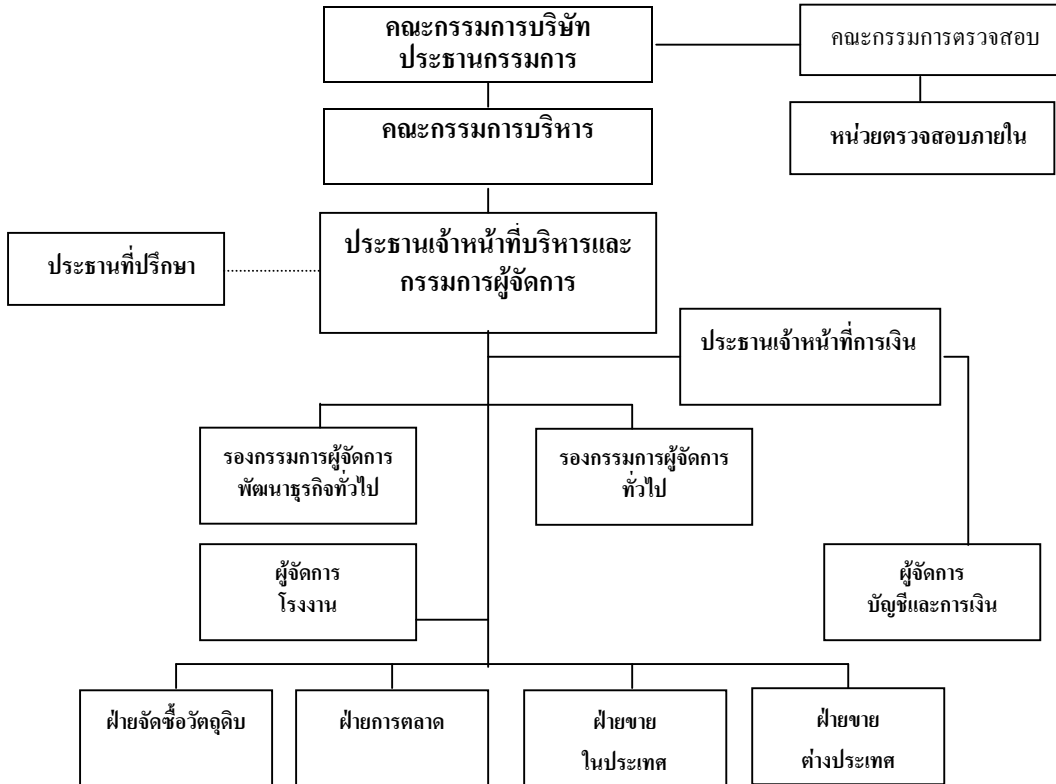 คณะกรรมการบริษัท
ประธานกรรมการ
คณะกรรมการตรวจสอบ
คณะกรรมการบริหาร
หน่วยตรวจสอบภายใน
ประธานเจ้าหน้าที่บริหารและ
กรรมการผู้จัดการ
ประธานที่ปรึกษา
ประธานเจ้าหน้าที่การเงิน
รองกรรมการผู้จัดการ
พัฒนาธุรกิจทั่วไป
รองกรรมการผู้จัดการ
ทั่วไป
ผู้จัดการ
โรงงาน
ผู้จัดการ
บัญชีและการเงิน
ฝ่ายจัดซื้อวัตถุดิบ
ฝ่ายการตลาด
ฝ่ายขาย
ในประเทศ
ฝ่ายขาย
ต่างประเทศ